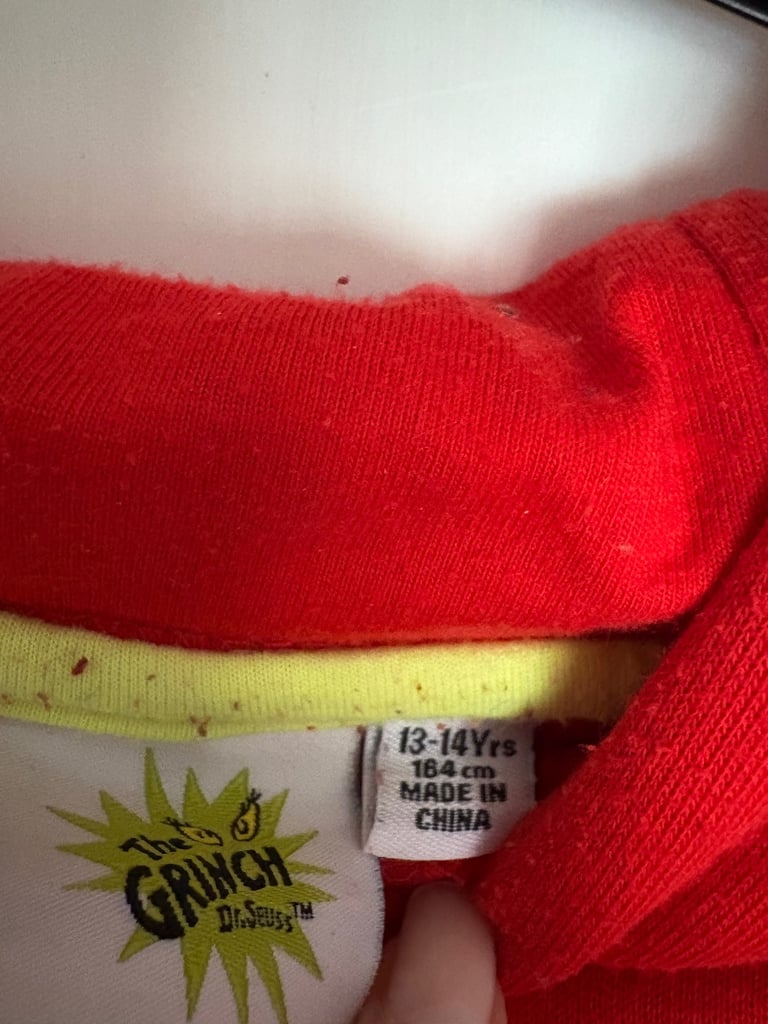 The
GRINCH
Dr. Seuss™
13-14Yrs
164 cm
MADE IN
CHINA